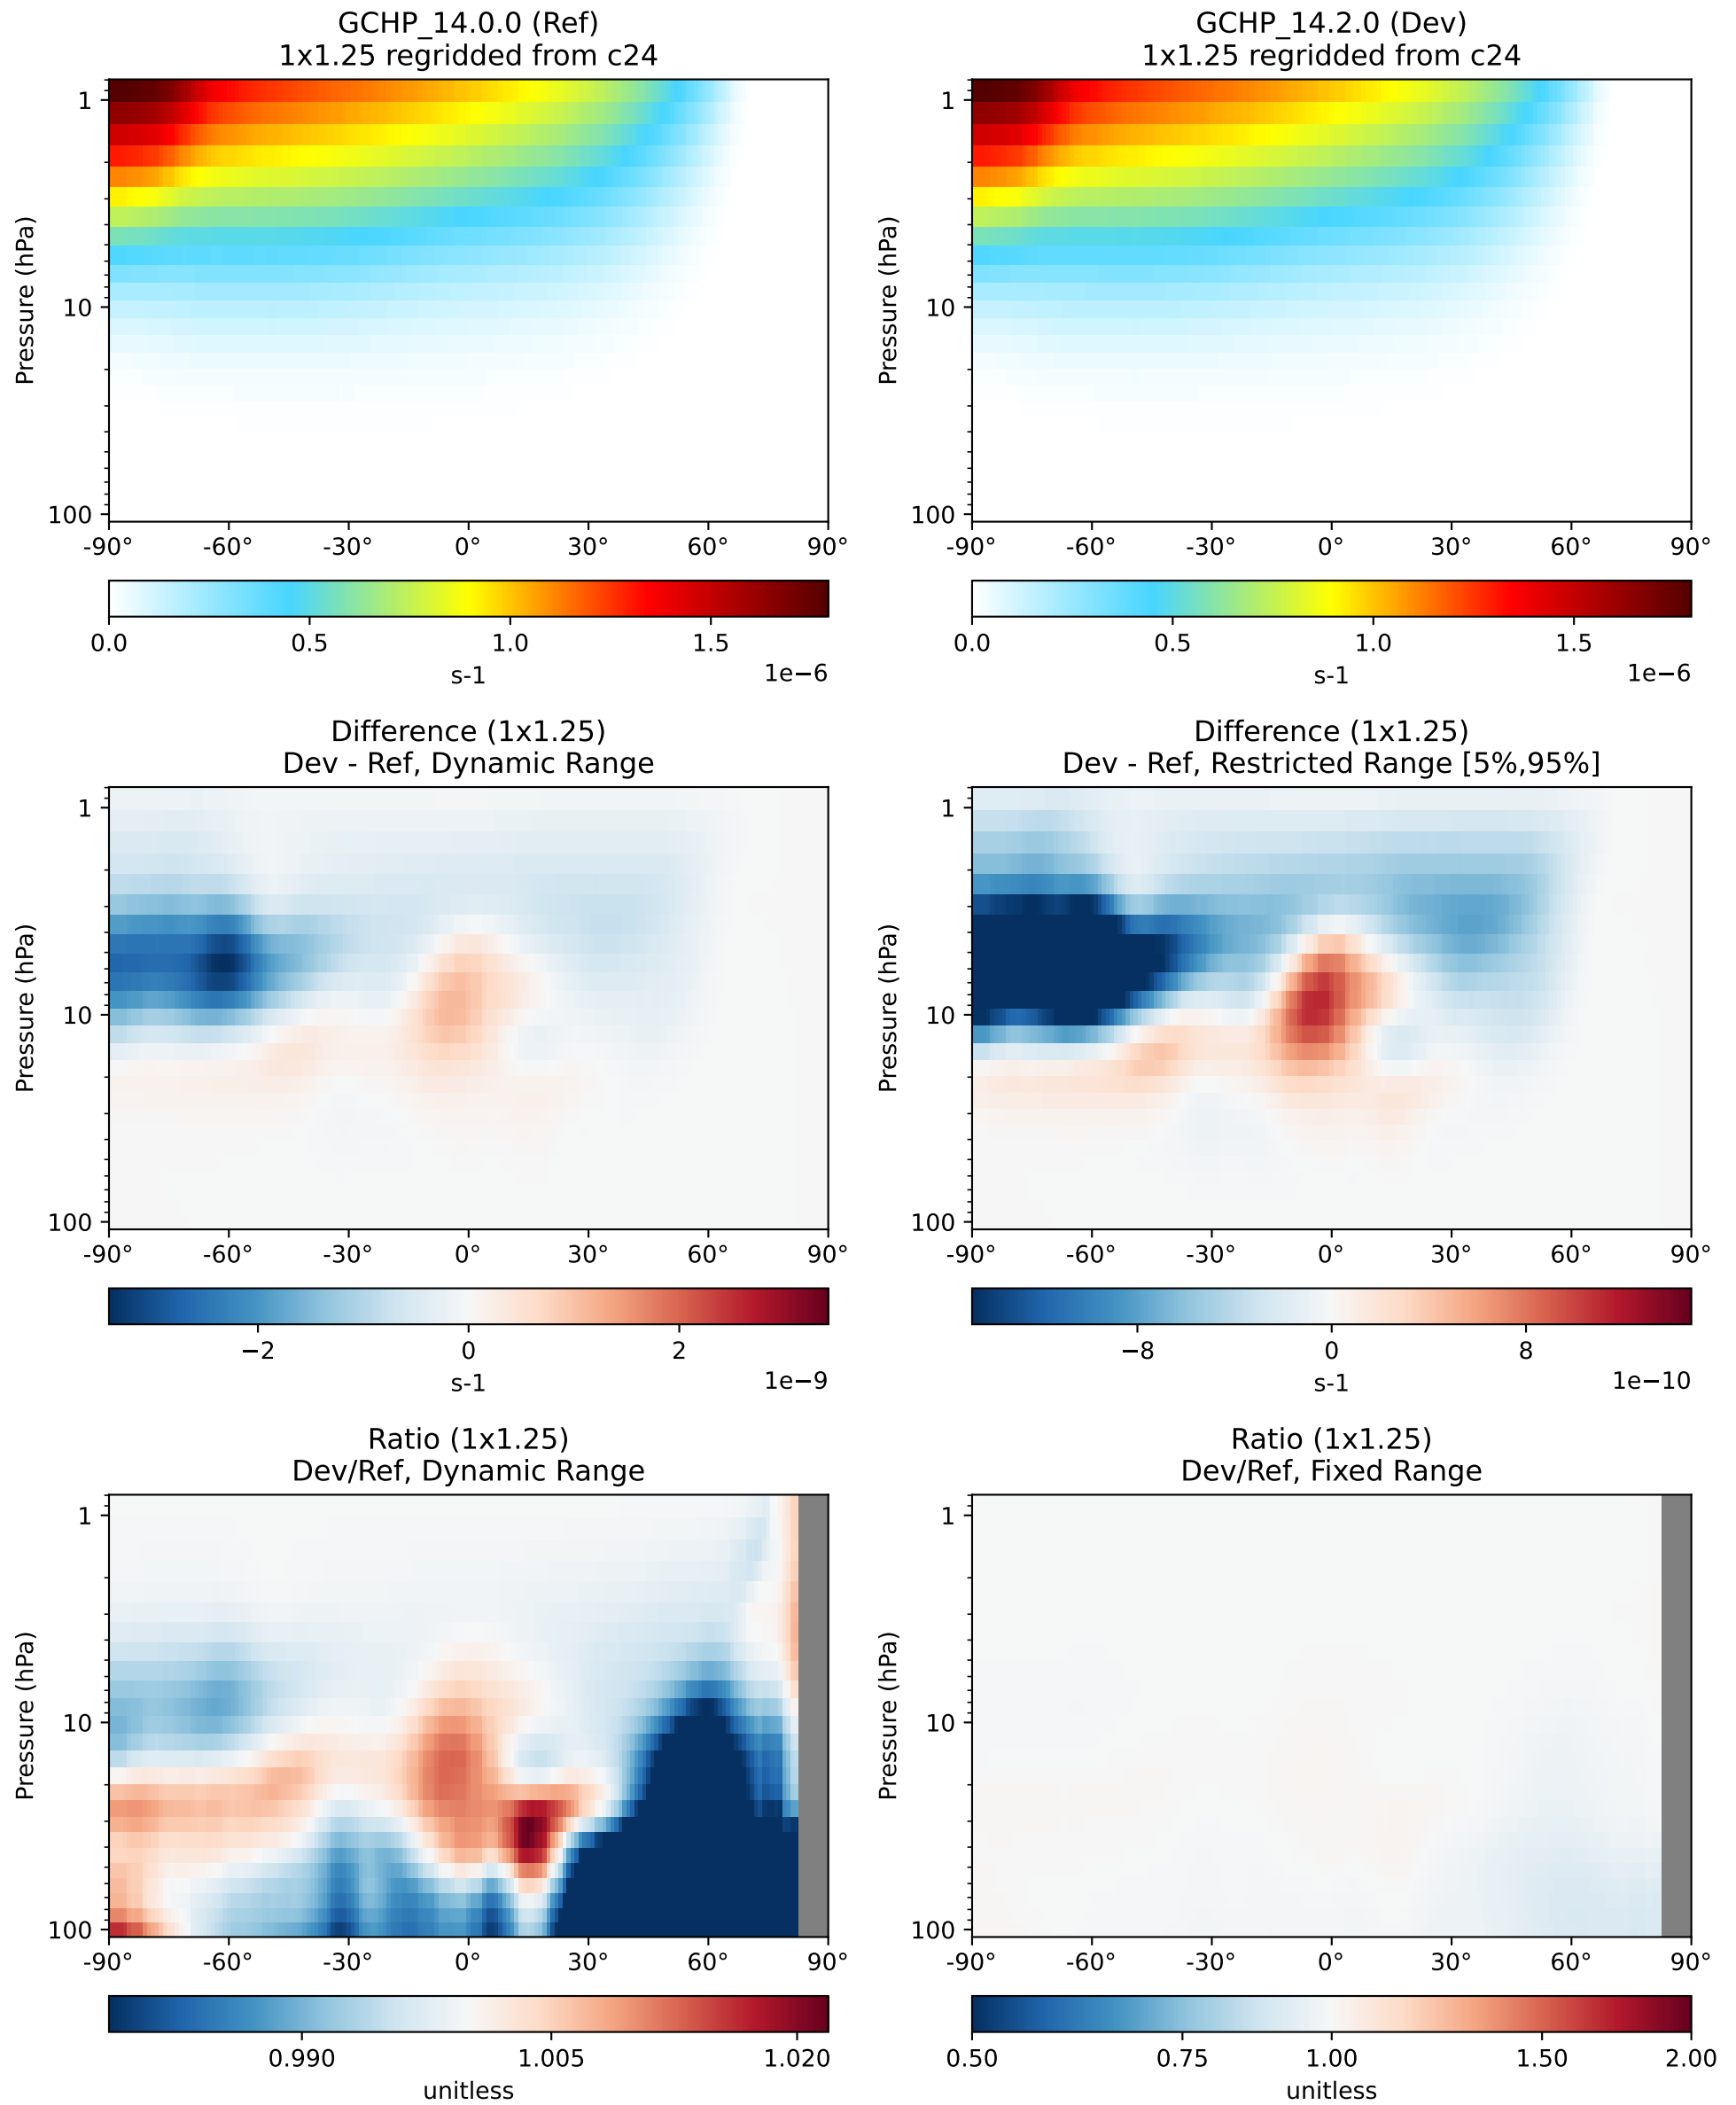 GCHP_14.0.0 (Ref)
1x1.25 regridded from c24
Pressure (hPa)
1
10
100
-90°
-60°
-30°
0°
30°
60°
90°
0.0
0.5
1.0
1.5
s-1
1e−6
GCHP_14.2.0 (Dev)
1x1.25 regridded from c24
Pressure (hPa)
1
10
100
-90°
-60°
-30°
0°
30°
60°
90°
0.0
0.5
1.0
1.5
s-1
1e−6
Difference (1x1.25)
Dev - Ref, Dynamic Range
Pressure (hPa)
1
10
100
-90°
-60°
-30°
0°
30°
60°
90°
−2
0
2
s-1
1e−9
Difference (1x1.25)
Dev - Ref, Restricted Range [5%,95%]
Pressure (hPa)
1
10
100
-90°
-60°
-30°
0°
30°
60°
90°
−8
0
8
s-1
1e−10
Ratio (1x1.25)
Dev/Ref, Dynamic Range
Pressure (hPa)
1
10
100
-90°
-60°
-30°
0°
30°
60°
90°
0.990
1.005
1.020
unitless
Ratio (1x1.25)
Dev/Ref, Fixed Range
Pressure (hPa)
1
10
100
-90°
-60°
-30°
0°
30°
60°
90°
0.50
0.75
1.00
1.50
2.00
unitless